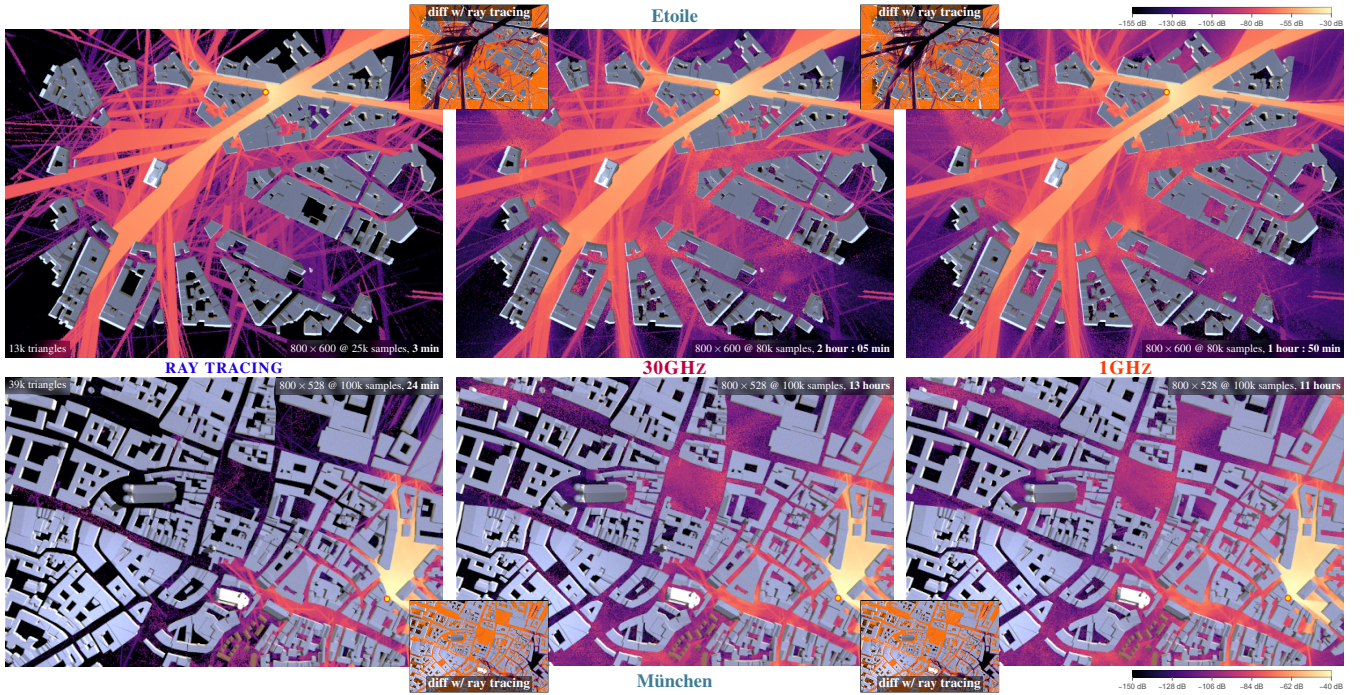 diff w/ ray tracing
Etoile
diff w/ ray tracing
−155 dB −130 dB −105 dB −80 dB −55 dB −30 dB
13k triangles
800 × 600 @ 25k samples, 3 min
800 × 600 @ 80k samples, 2 hour : 05 min
800 × 600 @ 80k samples, 1 hour : 50 min
RAY TRACING
30GHz
1GHz
39k triangles
800 × 528 @ 100k samples, 24 min
800 × 528 @ 100k samples, 13 hours
800 × 528 @ 100k samples, 11 hours
diff w/ ray tracing
München
diff w/ ray tracing
−150 dB −128 dB −106 dB −84 dB −62 dB −40 dB